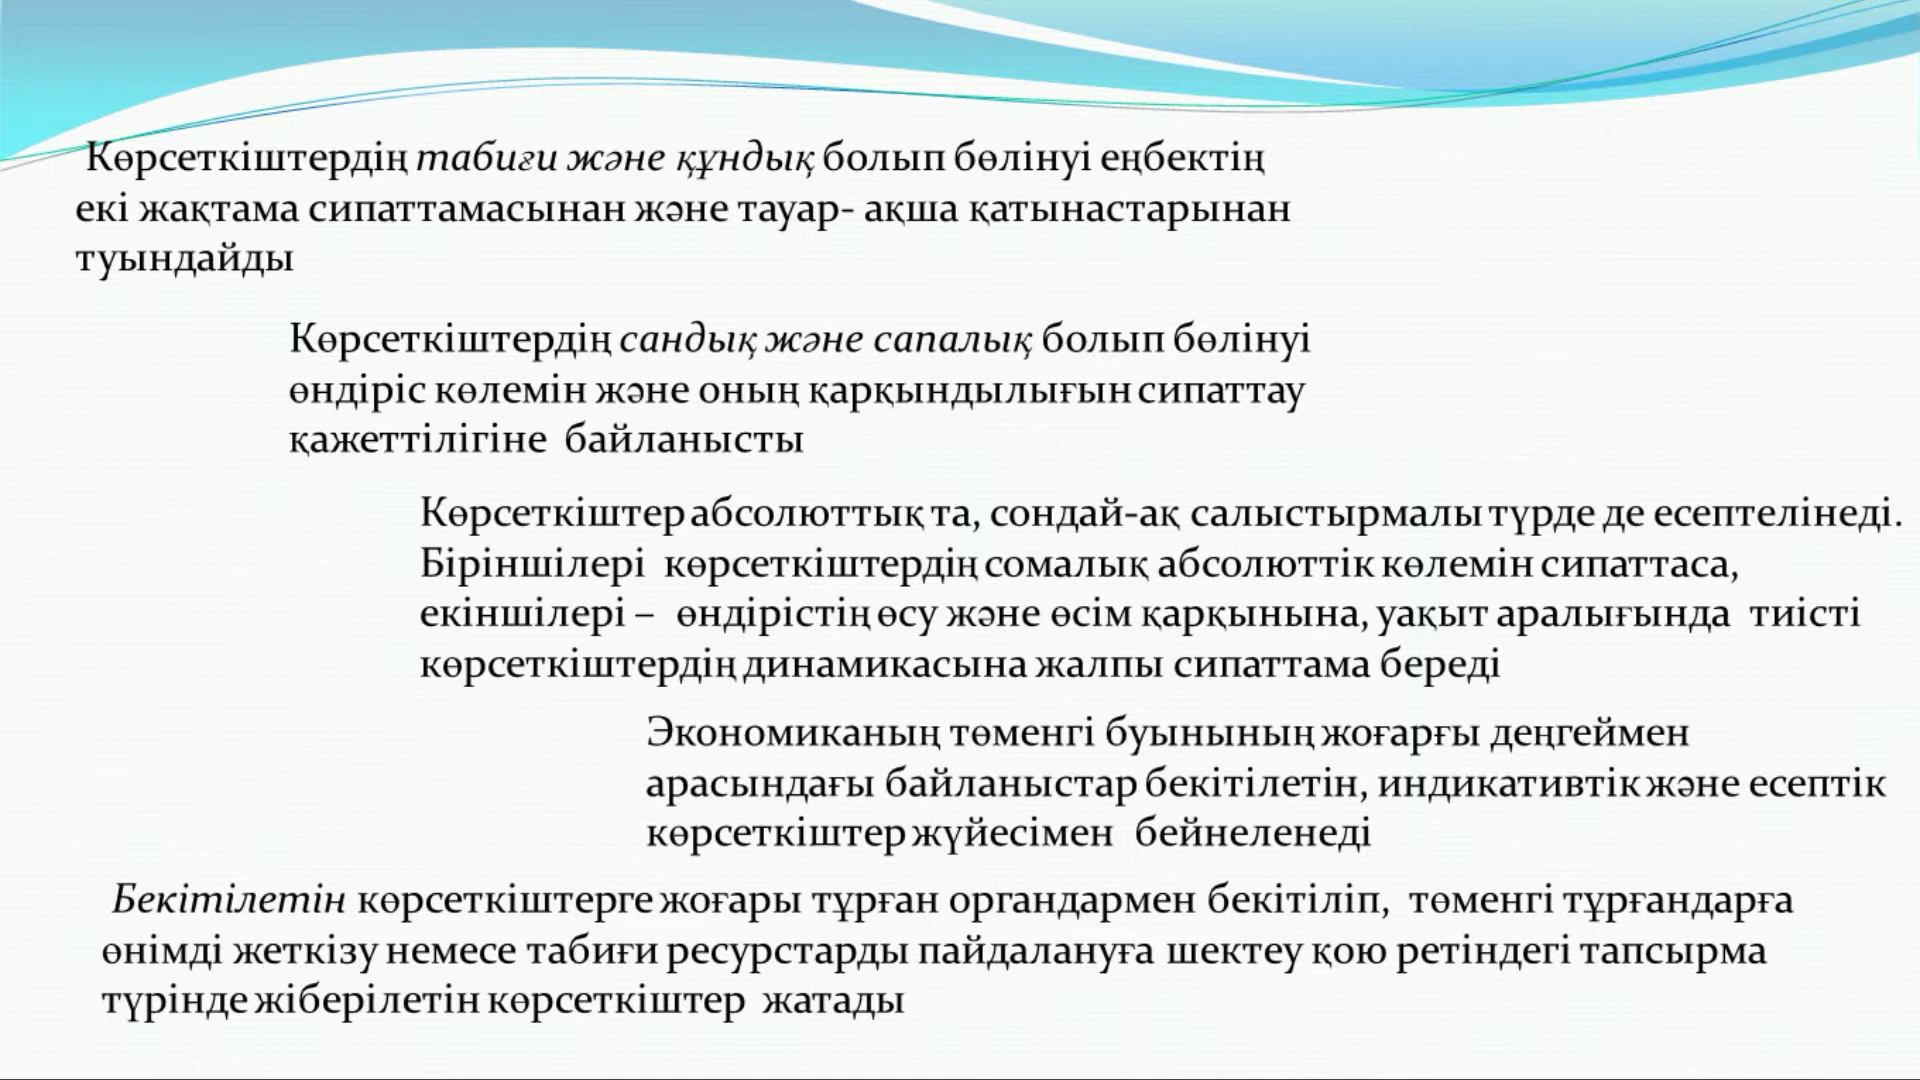 Көрсеткіштердің табиғи және құндық болып бөлінуі еңбектің
екі жақтама сипаттамасынан және тауар- ақша қатынастарынан
туындайды
Көрсеткіштердің сандық және сапалық болып бөлінуі
өндіріс көлемін және оның қарқындылығын сипаттау
қажеттілігіне байланысты
Көрсеткіштер абсолюттық та, сондай-ақ салыстырмалы түрде де есептелінеді.
Біріншілері көрсеткіштердің сомалық абсолюттік көлемін сипаттаса,
екіншілері – өндірістің өсу және өсім қарқынына, уақыт аралығында тиісті
көрсеткіштердің динамикасына жалпы сипаттама береді
Экономиканың төменгі буынының жоғарғы деңгеймен
арасындағы байланыстар бекітілетін, индикативтік және есептік
көрсеткіштер жүйесімен бейнеленеді
Бекітілетін көрсеткіштерге жоғары тұрған органдармен бекітіліп, төменгі тұрғандарға
өнімді жеткізу немесе табиғи ресурстарды пайдалануға шектеу қою ретіндегі тапсырма
түрінде жіберілетін көрсеткіштер жатады